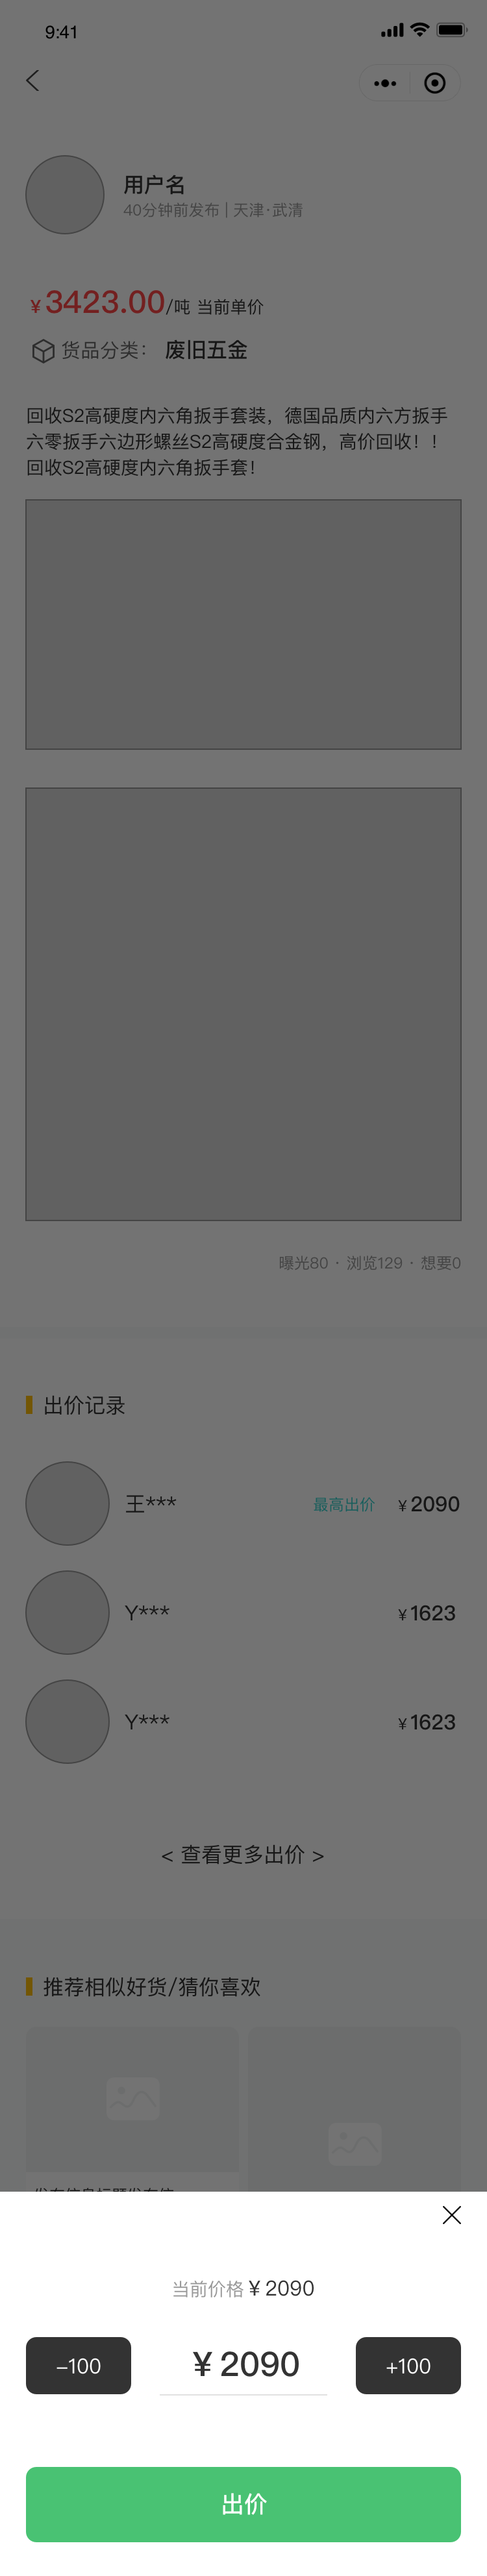 9:41
用户名
40分钟前发布 | 天津·武清
¥3423.00/吨 当前单价
货品分类： 废旧五金
回收S2高硬度内六角扳手套装，德国品质内六方扳手
六零扳手六边形螺丝S2高硬度合金钢，高价回收！！
回收S2高硬度内六角扳手套！
曝光80 · 浏览129 · 想要0
出价记录
王*** 最高出价 ¥2090
Y*** ¥1623
Y*** ¥1623
< 查看更多出价 >
推荐相似好货/猜你喜欢
当前价格 ¥ 2090
–100 ¥ 2090 +100
出价